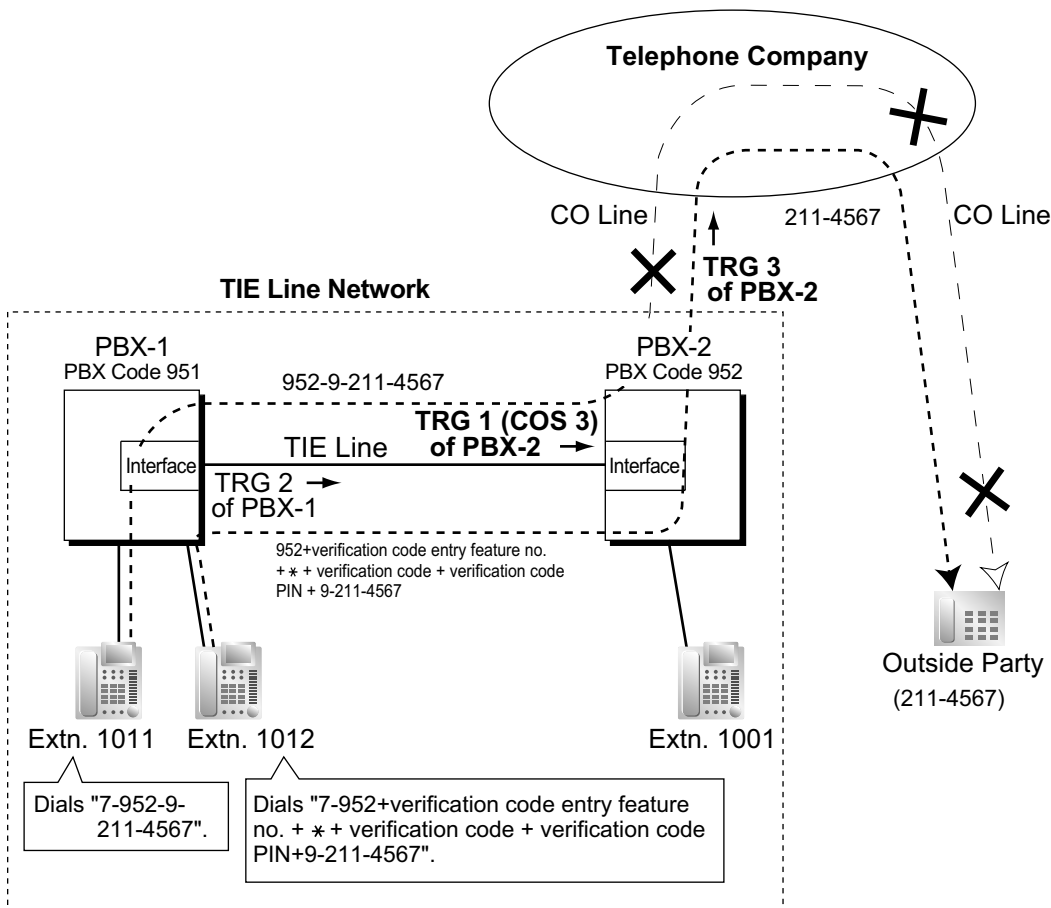 Telephone Company
CO Line
211-4567
CO Line
TRG 3
of PBX-2
TIE Line Network
PBX-1
PBX Code 951
PBX-2
PBX Code 952
952-9-211-4567
TRG 1 (COS 3)
of PBX-2
TIE Line
Interface
Interface
TRG 2
of PBX-1
952+verification code entry feature no.
+ * + verification code + verification code
PIN + 9-211-4567
Outside Party
(211-4567)
Extn. 1011
Extn. 1012
Extn. 1001
Dials "7-952-9-
211-4567".
Dials "7-952+verification code entry feature
no. + * + verification code + verification code
PIN+9-211-4567".